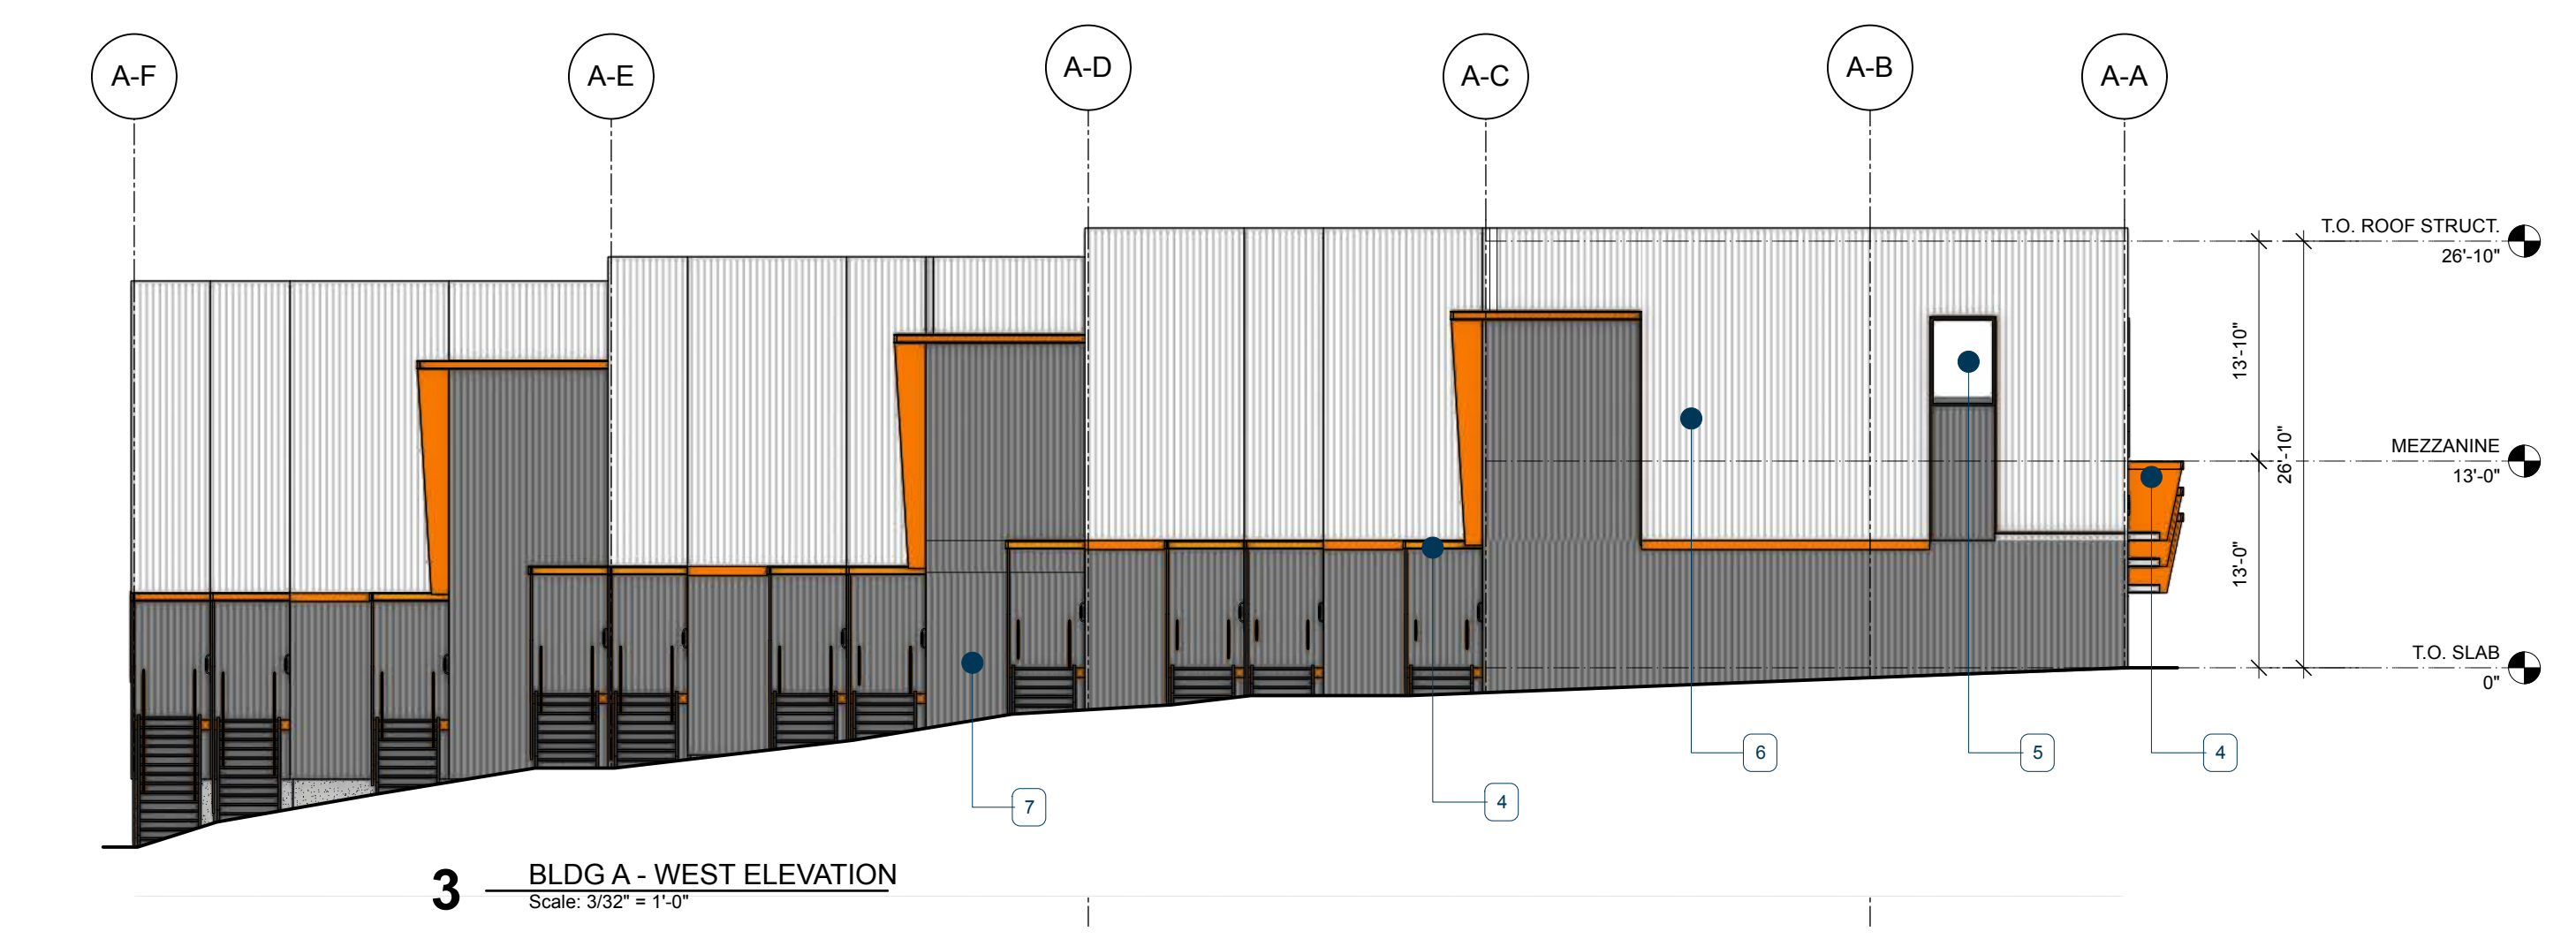 A-F
A-E
A-D
A-C
A-B
A-A
T.O. ROOF STRUCT.
26'-10"
13'-10"
26'-10"
MEZZANINE
13'-0"
13'-0"
T.O. SLAB
0"
6
5
4
7
4
3
BLDG A - WEST ELEVATION
Scale: 3/32" = 1'-0"